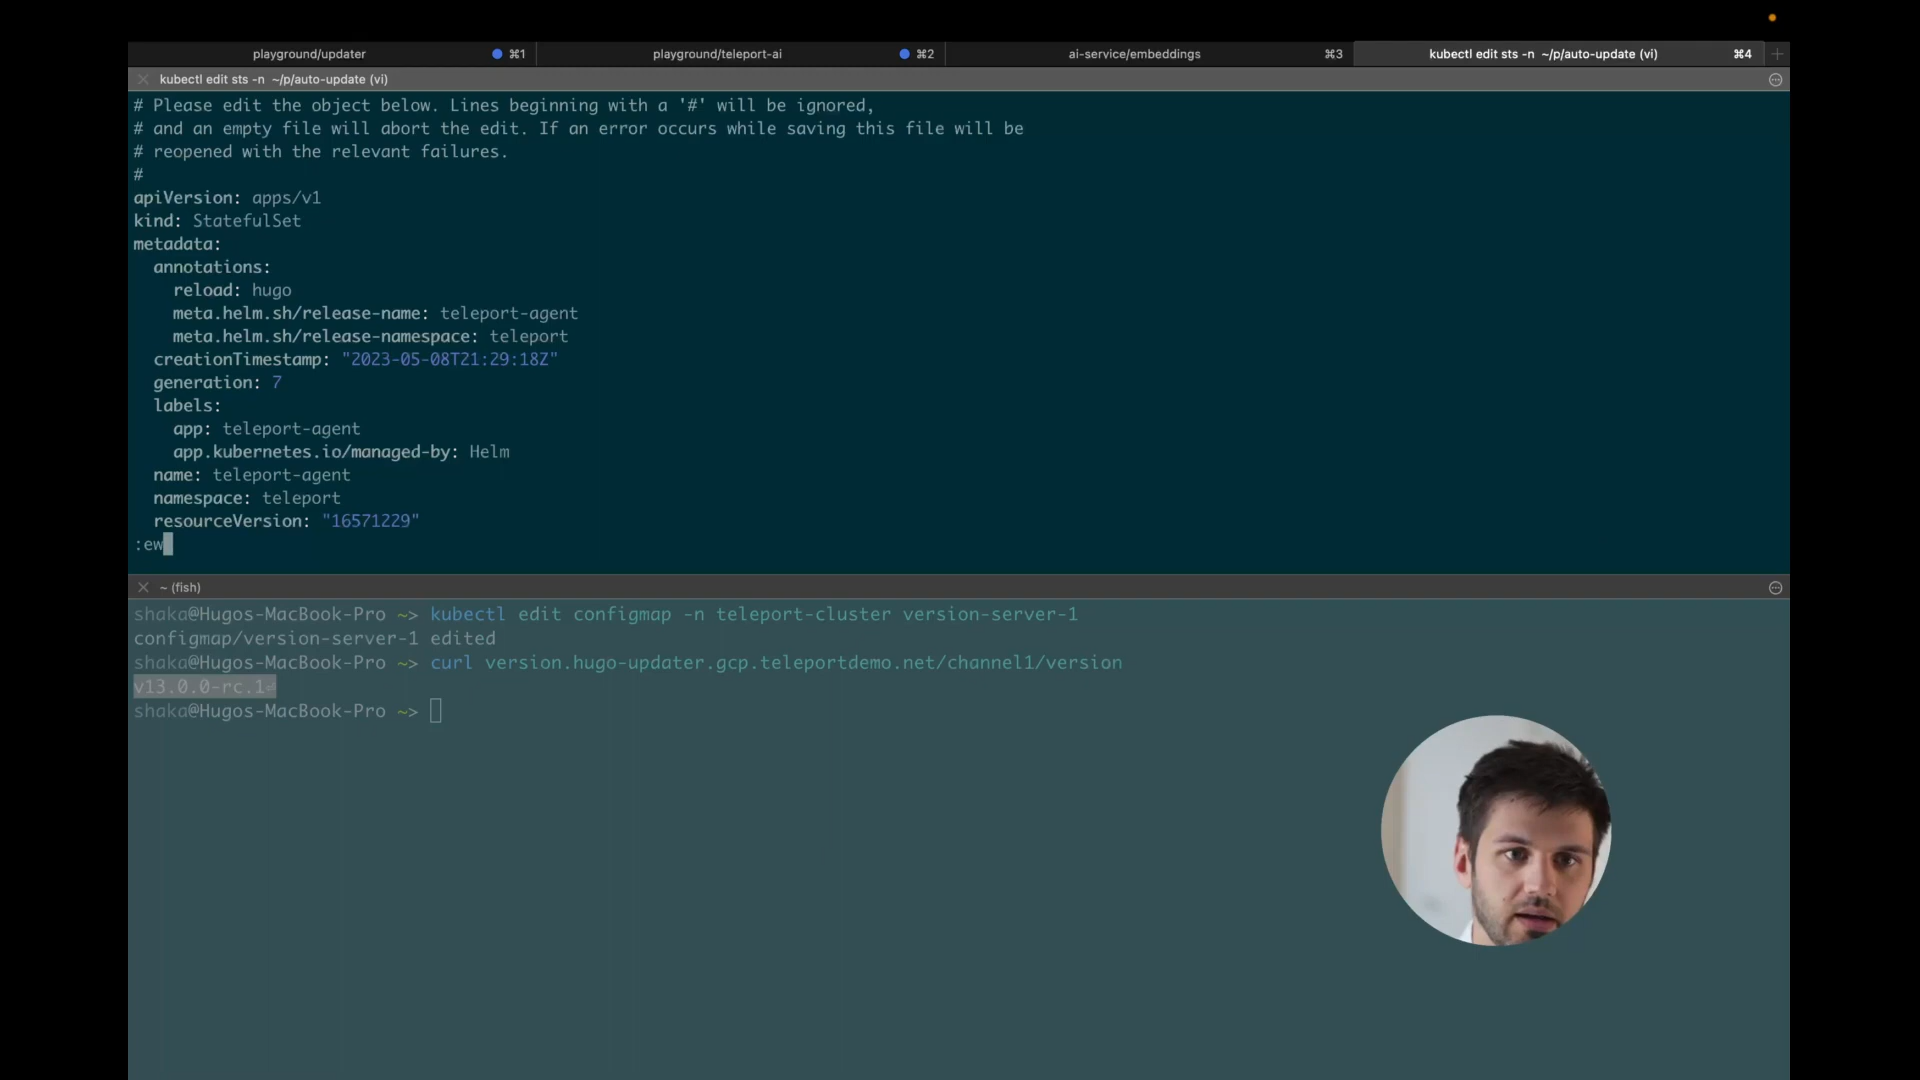 playground/updater ⌘1 playground/teleport-ai ⌘2 ai-service/embeddings ⌘3 kubectl edit sts -n ~/p/auto-update (vi) ⌘4
kubectl edit sts -n ~/p/auto-update (vi)
# Please edit the object below. Lines beginning with a '#' will be ignored,
# and an empty file will abort the edit. If an error occurs while saving this file will be
# reopened with the relevant failures.
#
apiVersion: apps/v1
kind: StatefulSet
metadata:
  annotations:
    reload: hugo
    meta.helm.sh/release-name: teleport-agent
    meta.helm.sh/release-namespace: teleport
  creationTimestamp: "2023-05-08T21:29:18Z"
  generation: 7
  labels:
    app: teleport-agent
    app.kubernetes.io/managed-by: Helm
  name: teleport-agent
  namespace: teleport
  resourceVersion: "16571229"
:ew
~ (fish)
shaka@Hugos-MacBook-Pro ~> kubectl edit configmap -n teleport-cluster version-server-1
configmap/version-server-1 edited
shaka@Hugos-MacBook-Pro ~> curl version.hugo-updater.gcp.teleportdemo.net/channel1/version
v13.0.0-rc.1⏎
shaka@Hugos-MacBook-Pro ~>